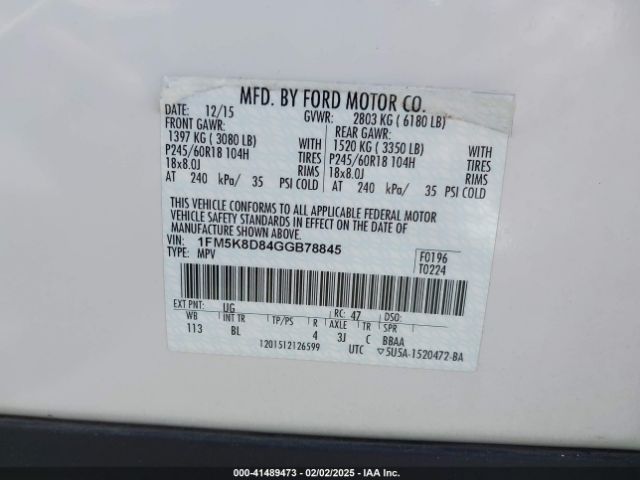 MFD. BY FORD MOTOR CO.
DATE: 12/15 GVWR: 2803 KG ( 6180 LB)
FRONT GAWR: REAR GAWR:
1397 KG ( 3080 LB) WITH 1520 KG ( 3350 LB) WITH
P245/60R18 104H TIRES P245/60R18 104H TIRES
18x8.0J RIMS 18x8.0J RIMS
AT 240 kPa/ 35 PSI COLD AT 240 kPa/ 35 PSI COLD
THIS VEHICLE CONFORMS TO ALL APPLICABLE FEDERAL MOTOR
VEHICLE SAFETY STANDARDS IN EFFECT ON THE DATE OF
MANUFACTURE SHOWN ABOVE.
VIN: 1FM5K8D84GGB78845 F0196
TYPE: MPV T0224
EXT PNT: UG RC: 47 DSO:
WB INT TR TP/PS R AXLE TR SPR
113 BL 4 3J C BBAA
1201512126599 UTC ▽5U5A-1520472-BA
000-41489473 — 02/02/2025 — IAA Inc.